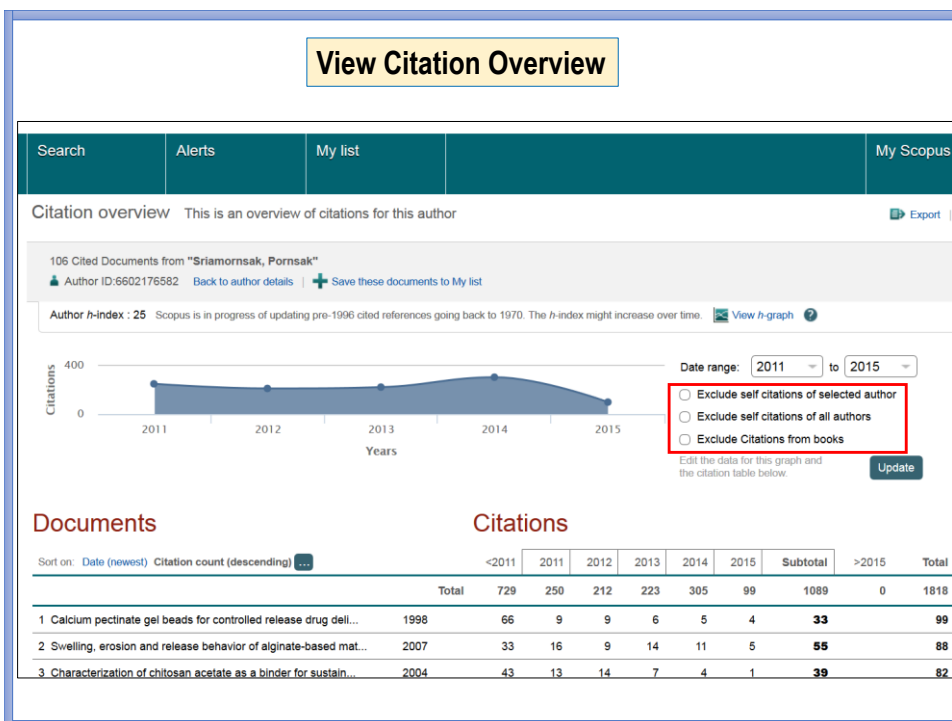 View Citation Overview
Search Alerts My list My Scopus
Citation overview This is an overview of citations for this author Export |
106 Cited Documents from "Sriamornsak, Pornsak"
Author ID:6602176582 Back to author details | Save these documents to My list
Author h-index : 25 Scopus is in progress of updating pre-1996 cited references going back to 1970. The h-index might increase over time. View h-graph ?
Date range: 2011 to 2015
Exclude self citations of selected author
Exclude self citations of all authors
Exclude Citations from books
Edit the data for this graph and
the citation table below.
Update
Citations
400
0
2011 2012 2013 2014 2015
Years
Documents Citations
Sort on: Date (newest) Citation count (descending) ... <2011 2011 2012 2013 2014 2015 Subtotal >2015 Total
Total 729 250 212 223 305 99 1089 0 1818
1 Calcium pectinate gel beads for controlled release drug deli... 1998 66 9 9 6 5 4 33 99
2 Swelling, erosion and release behavior of alginate-based mat... 2007 33 16 9 14 11 5 55 88
3 Characterization of chitosan acetate as a binder for sustain... 2004 43 13 14 7 4 1 39 82